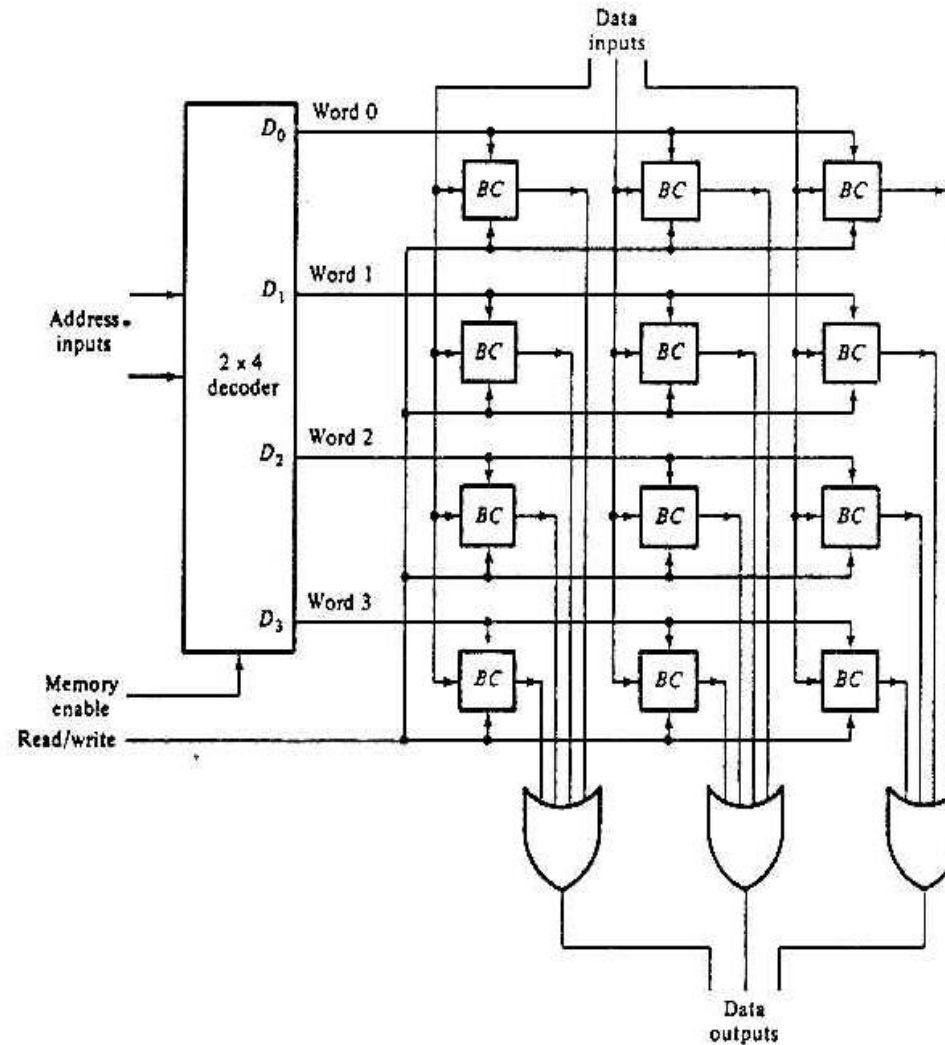 Data
inputs
Word 0
D0
BC BC BC
Word 1
D1
Address
inputs
2 x 4
decoder
BC BC BC
Word 2
D2
BC BC BC
Word 3
D3
BC BC BC
Memory
enable
Read/write
Data
outputs